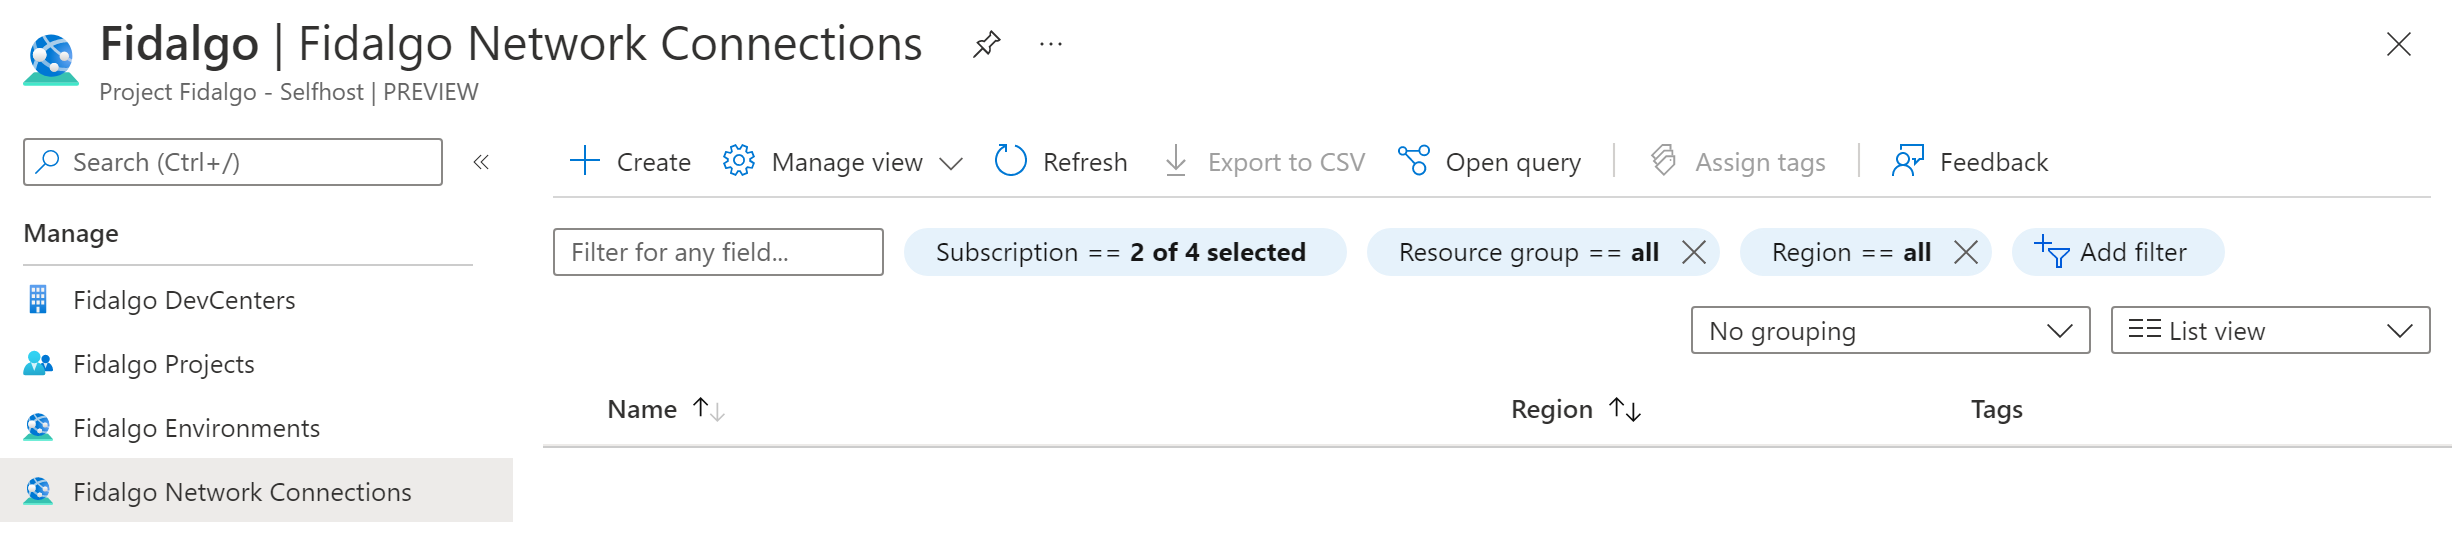 Fidalgo | Fidalgo Network Connections
Project Fidalgo - Selfhost | PREVIEW
Search (Ctrl+/)
Manage
Fidalgo DevCenters
Fidalgo Projects
Fidalgo Environments
Fidalgo Network Connections
Create Manage view Refresh Export to CSV Open query Assign tags Feedback
Filter for any field... Subscription == 2 of 4 selected Resource group == all Region == all Add filter
No grouping List view
Name Region Tags